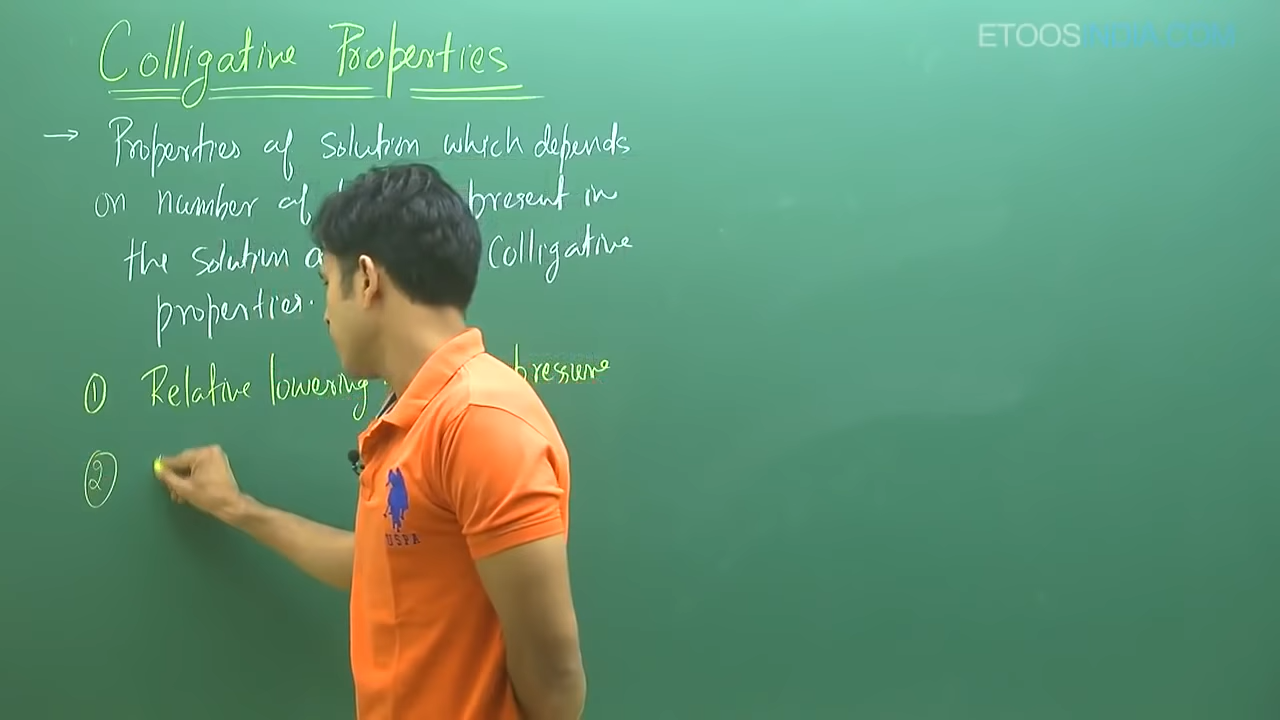 ETOOSINDIA.COM
Colligative Properties
→ Properties of solution which depends
on number of present in
the solution Colligative
properties.
① Relative lowering pressure
②
USPA